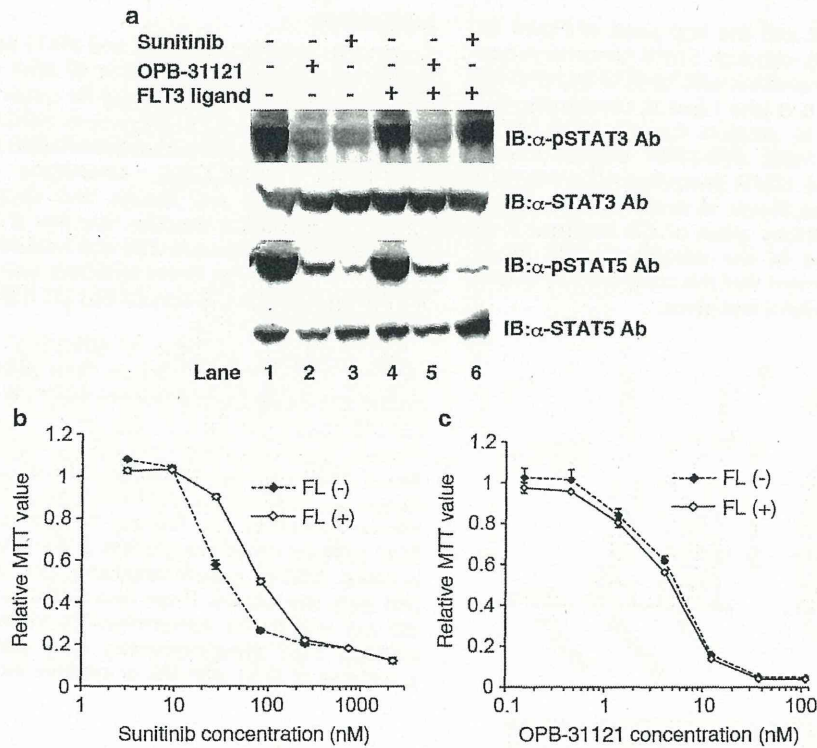 a
Sunitinib - - + - - +
OPB-31121 - + - - + -
FLT3 ligand - - - + + +
IB:α-pSTAT3 Ab
IB:α-STAT3 Ab
IB:α-pSTAT5 Ab
IB:α-STAT5 Ab
Lane 1 2 3 4 5 6
b
1.2
1
0.8
0.6
0.4
0.2
0
Relative MTT value
FL (-)
FL (+)
1 10 100 1000
Sunitinib concentration (nM)
c
1.2
1.0
0.8
0.6
0.4
0.2
0
Relative MTT value
FL (-)
FL (+)
0.1 1 10 100
OPB-31121 concentration (nM)